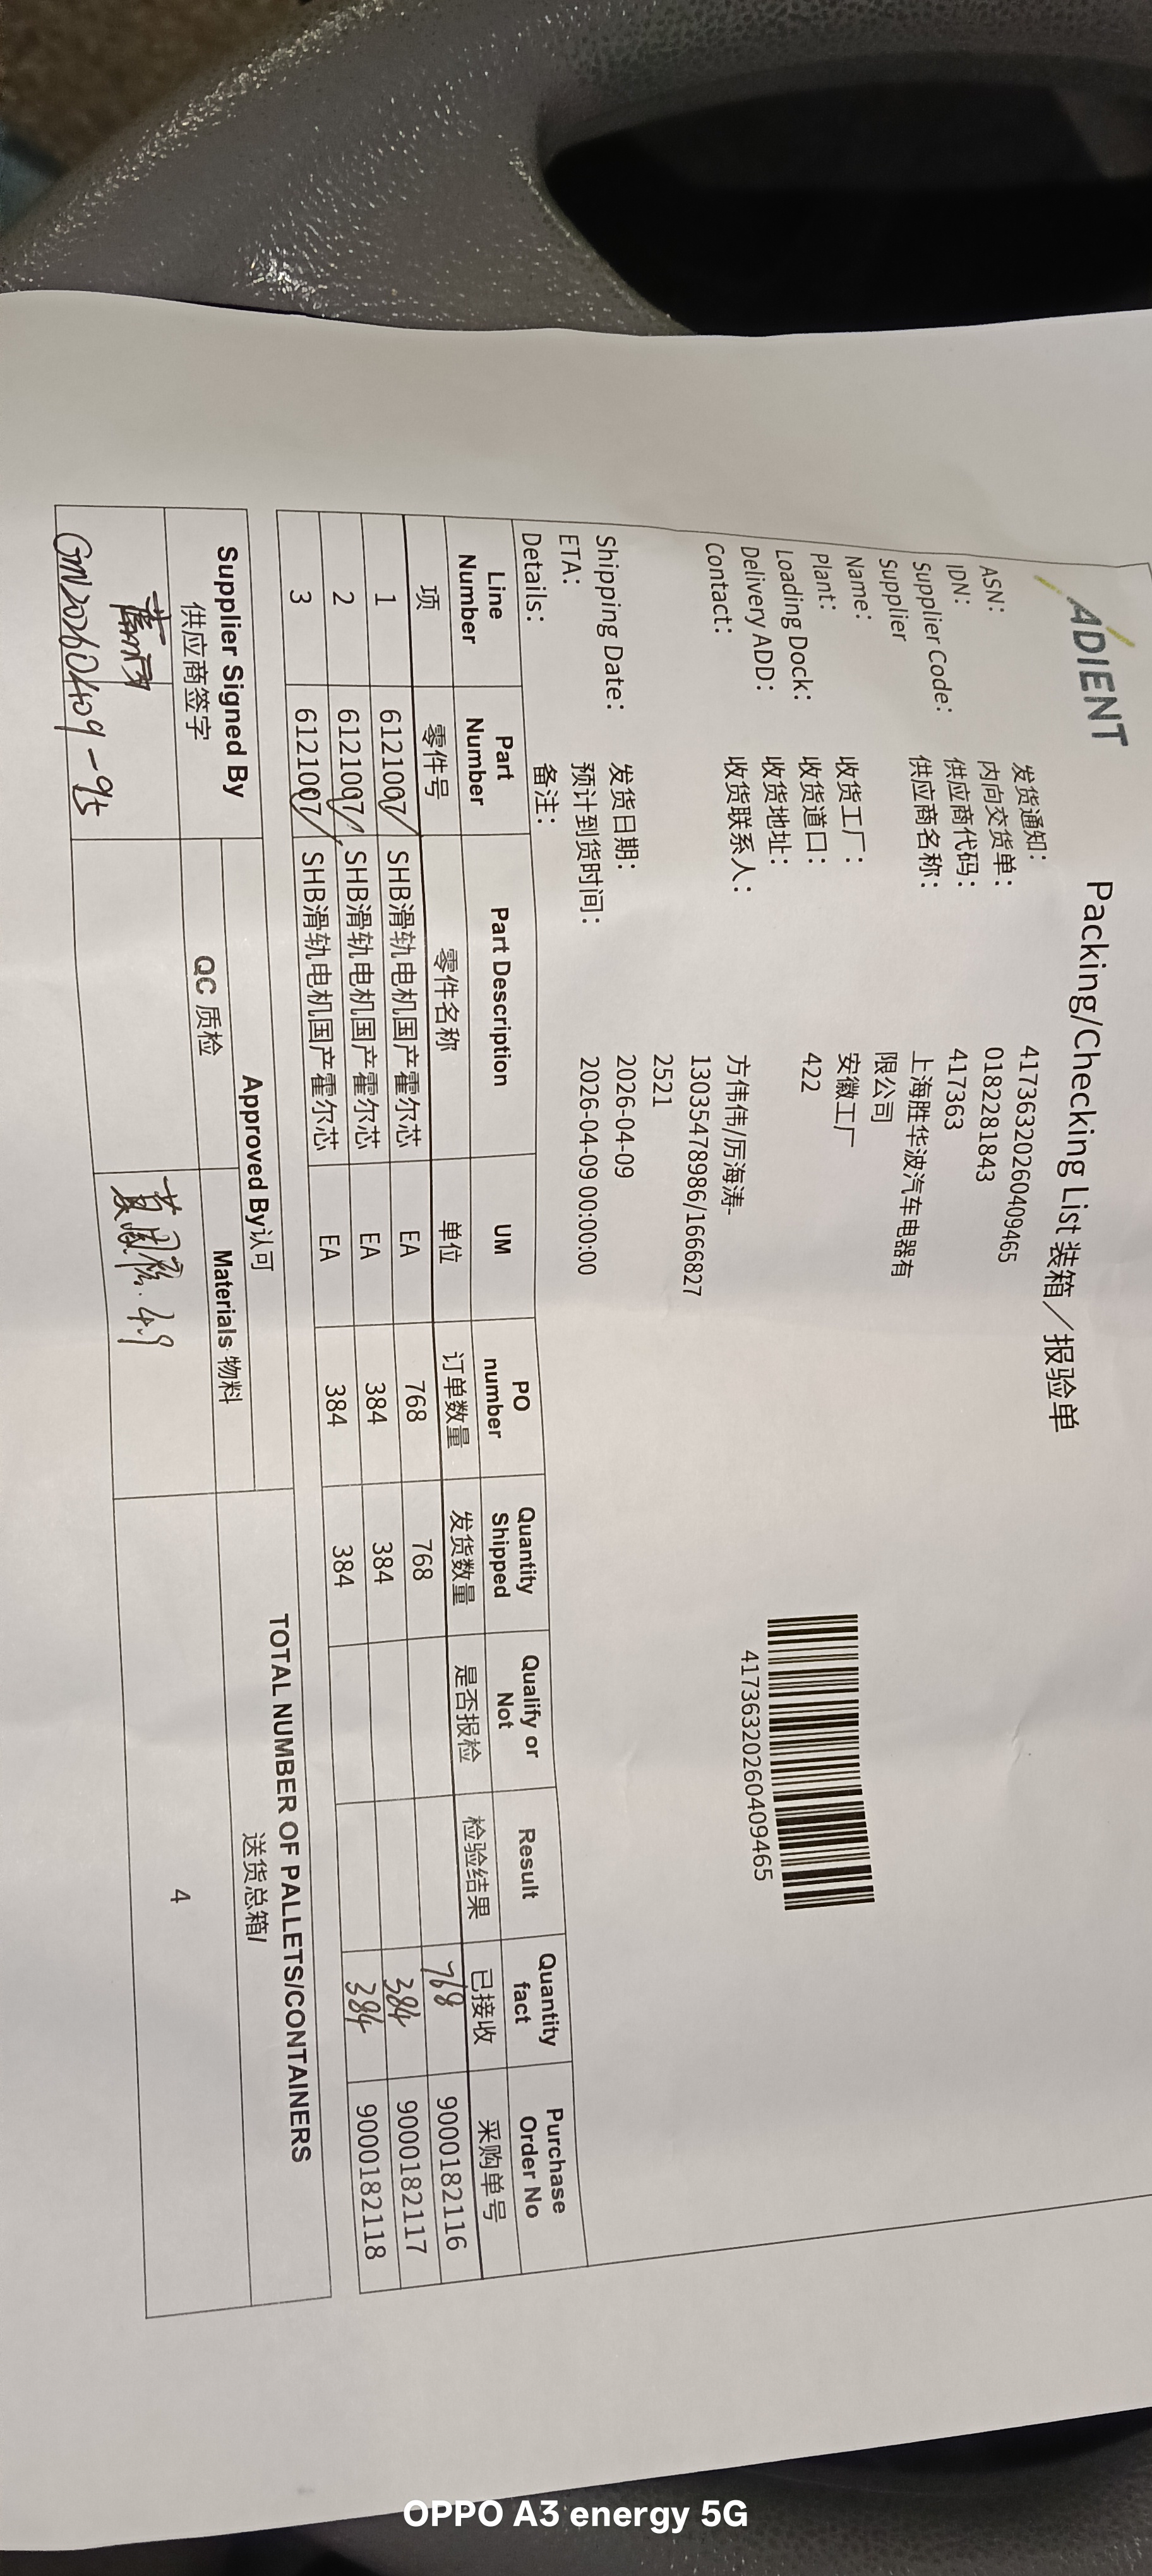 ADIENT
Packing/Checking List 装箱／报验单
ASN: 发货通知: 41736320260409465
IDN: 内向交货单: 0182281843
Supplier Code: 供应商代码: 417363
Supplier Name: 供应商名称: 上海胜华波汽车电器有限公司
Plant: 收货工厂: 安徽工厂
Loading Dock: 收货道口: 422
Delivery ADD: 收货地址:
Contact: 收货联系人: 方伟伟/厉海涛-
13035478986/1666827
2521
Shipping Date: 发货日期: 2026-04-09
ETA: 预计到货时间: 2026-04-09 00:00:00
Details: 备注:
41736320260409465
Line Number Part Number Part Description UM PO number Quantity Shipped Qualify or Not Result Quantity fact Purchase Order No
项 零件号 零件名称 单位 订单数量 发货数量 是否报检 检验结果 已接收 采购单号
1 6121007 SHB滑轨电机国产霍尔芯 EA 768 768 768 9000182116
2 6121007 SHB滑轨电机国产霍尔芯 EA 384 384 384 9000182117
3 6121007 SHB滑轨电机国产霍尔芯 EA 384 384 384 9000182118
Supplier Signed By Approved By认可 TOTAL NUMBER OF PALLETS/CONTAINERS
供应商签字 QC 质检 Materials 物料 送货总箱/
4.9 4
GN20260409-95
OPPO A3 energy 5G